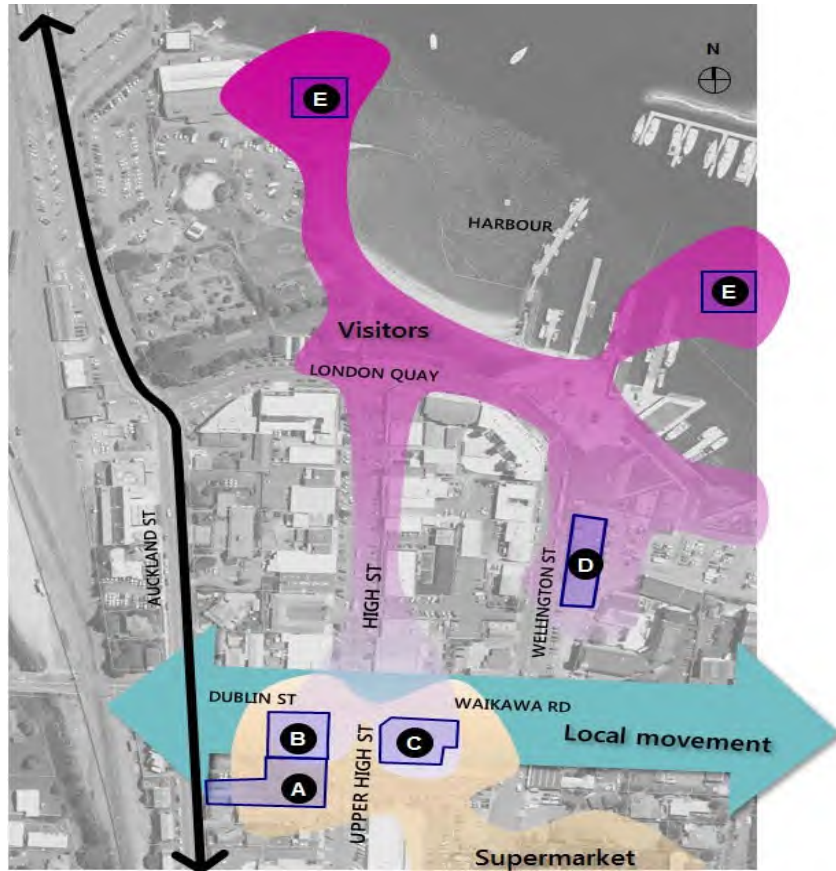 N
E
HARBOUR
E
Visitors
LONDON QUAY
AUCKLAND ST
HIGH ST
WELLINGTON ST
D
DUBLIN ST
WAIKAWA RD
B
C
Local movement
A
UPPER HIGH ST
Supermarket